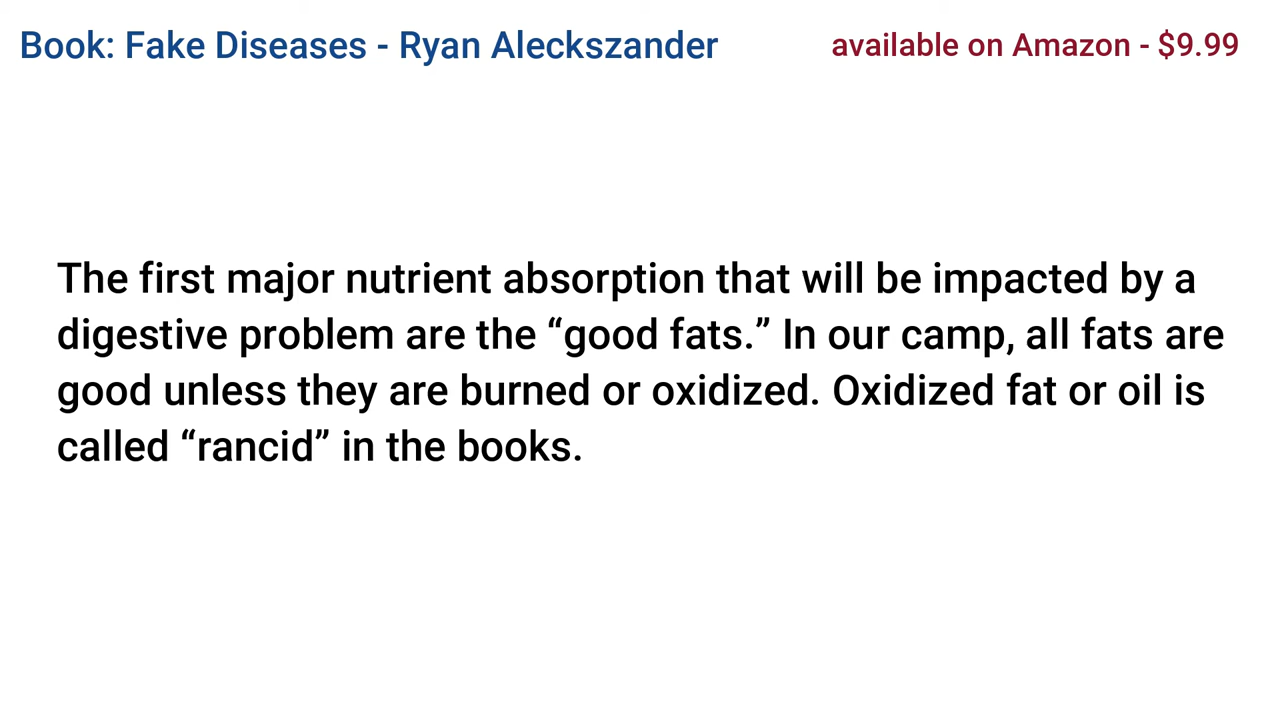 Book: Fake Diseases - Ryan Aleckszander
available on Amazon - $9.99
The first major nutrient absorption that will be impacted by a
digestive problem are the “good fats.” In our camp, all fats are
good unless they are burned or oxidized. Oxidized fat or oil is
called “rancid” in the books.